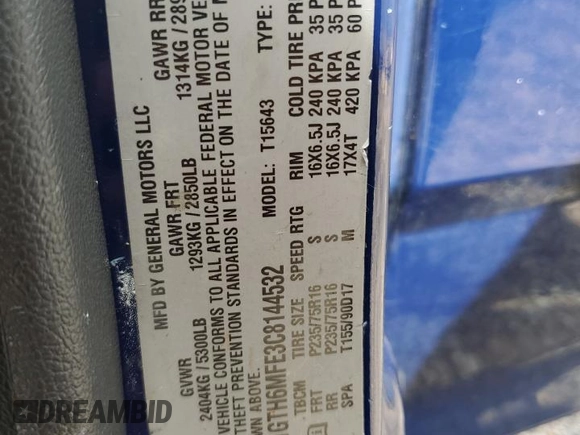 MFD BY GENERAL MOTORS LLC
GVWR GAWR FRT GAWR RR
2404KG / 5300LB 1293KG / 2850LB 1314KG / 289
VEHICLE CONFORMS TO ALL APPLICABLE FEDERAL MOTOR VE
THEFT PREVENTION STANDARDS IN EFFECT ON THE DATE OF M
OWN ABOVE.
GTH6MFE3C8144532 MODEL: T15643 TYPE:
TBCM TIRE SIZE SPEED RTG RIM COLD TIRE PR
FRT P235/75R16 S 16X6.5J 240 KPA 35 P
RR P235/75R16 S 16X6.5J 240 KPA 35 P
SPA T155/90D17 M 17X4T 420 KPA 60 P
DREAMBID